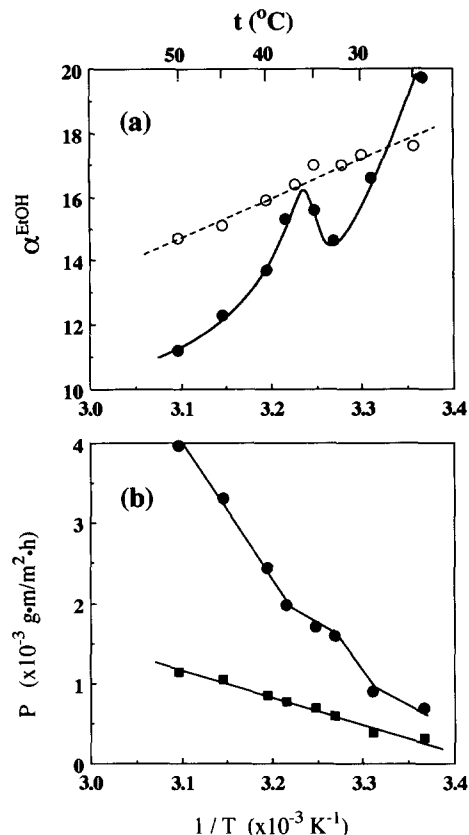 t (°C)
50 40 30
20
18
16
14
12
10
α^EtOH
(a)
3.0 3.1 3.2 3.3 3.4
4
3
2
1
0
P (x10⁻³ g•m/m²•h)
(b)
3.0 3.1 3.2 3.3 3.4
1/T (x10⁻³ K⁻¹)